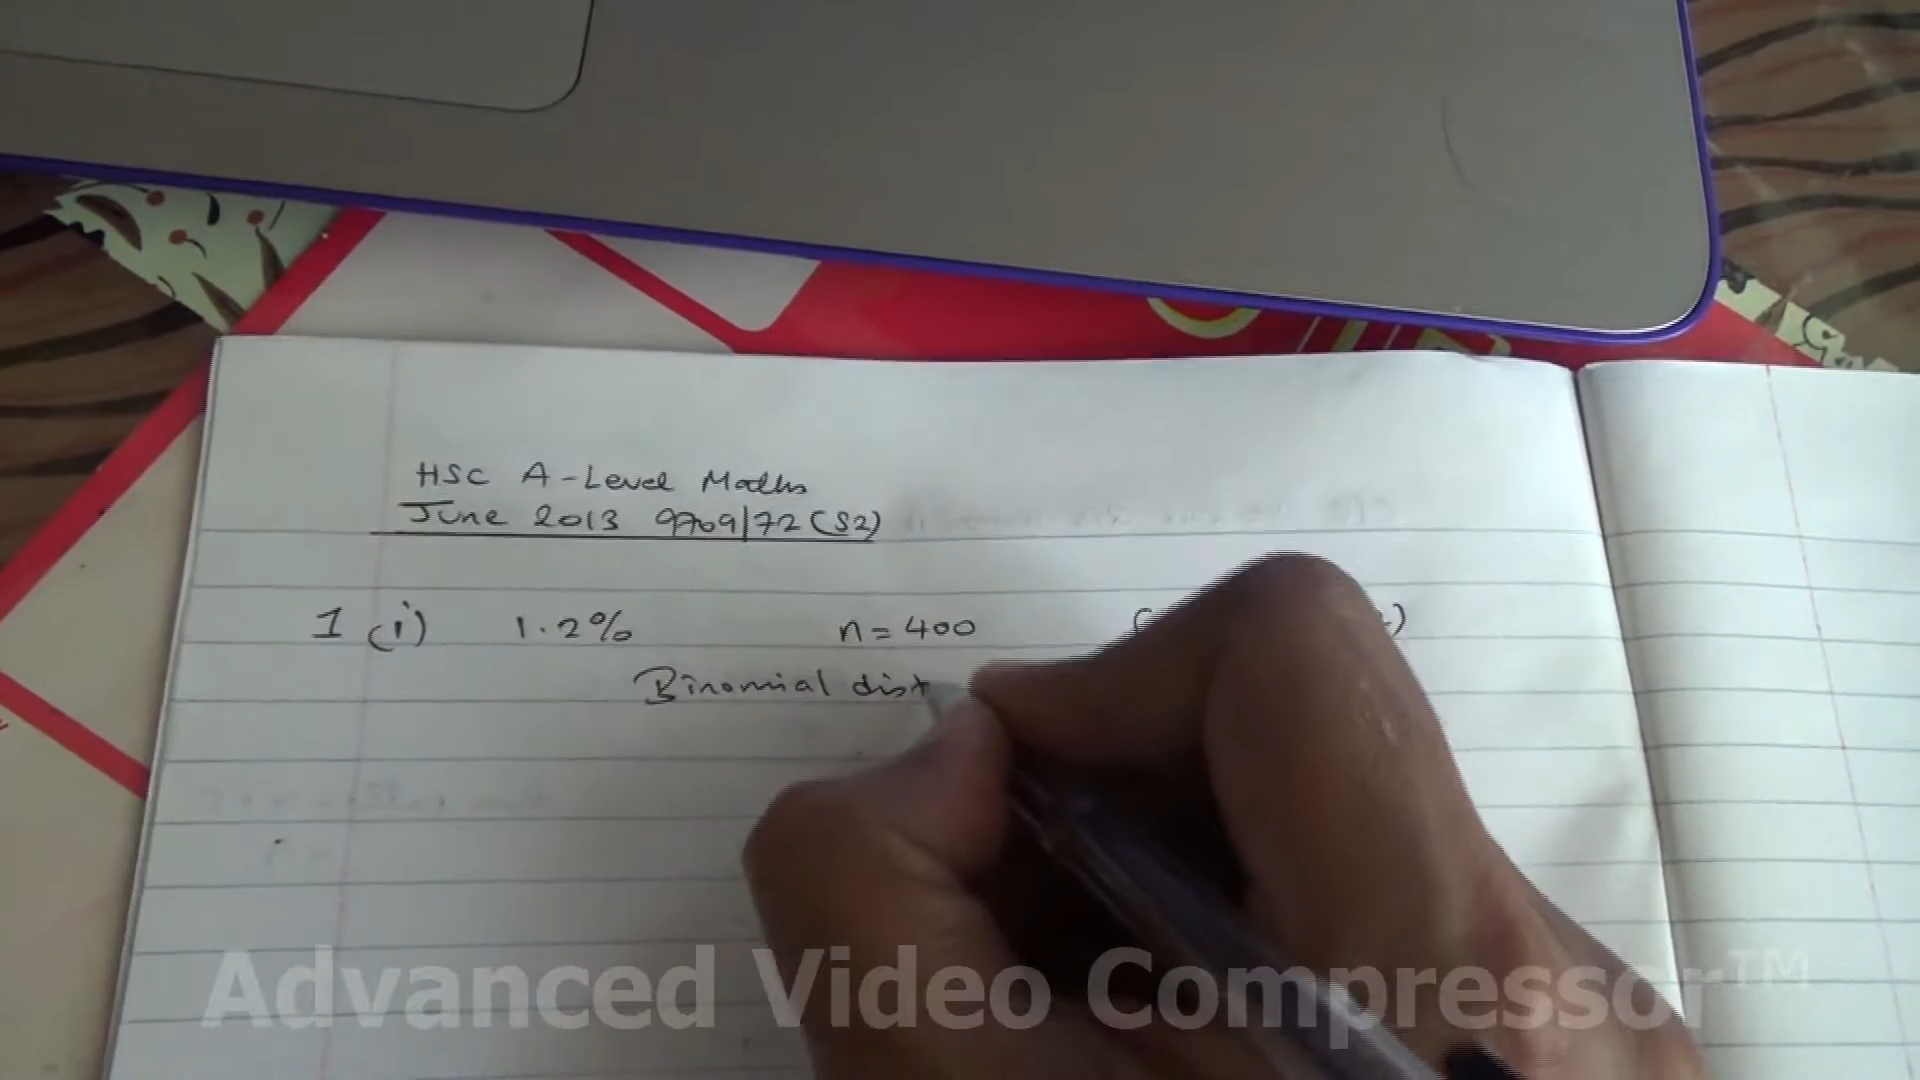 HSC A-Level Maths
June 2013 9709/72 (S2)
1 (i) 1.2% n = 400
Binomial dist
Advanced Video Compressor™